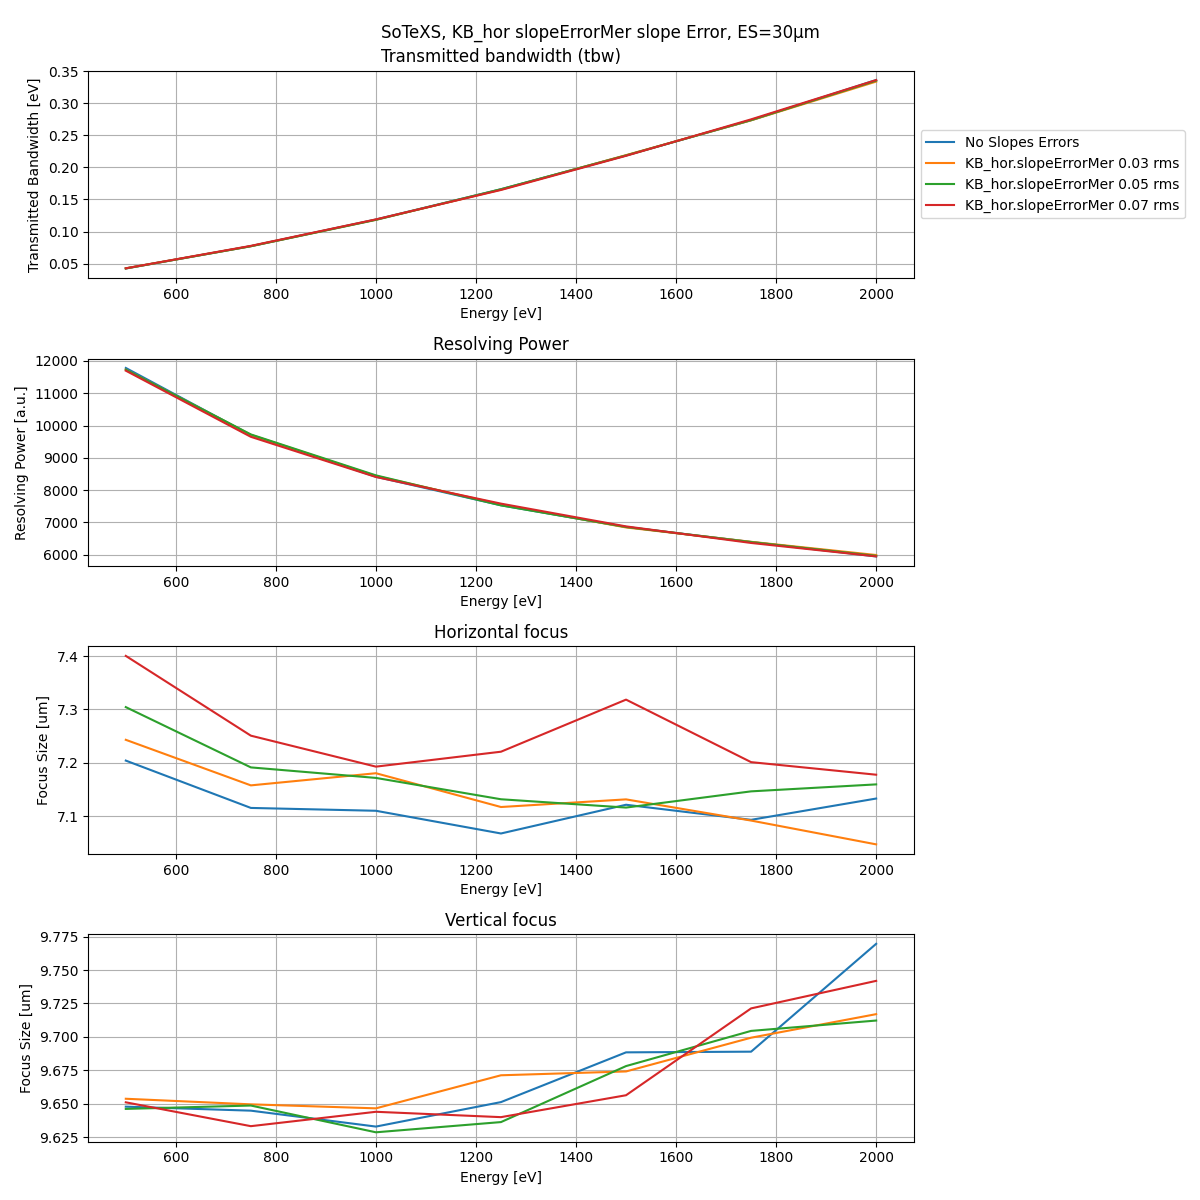 SoTeXS, KB_hor slopeErrorMer slope Error, ES=30μm
Transmitted bandwidth (tbw)
Transmitted Bandwidth [eV]
0.35
0.30
0.25
0.20
0.15
0.10
0.05
600 800 1000 1200 1400 1600 1800 2000
Energy [eV]
No Slopes Errors
KB_hor.slopeErrorMer 0.03 rms
KB_hor.slopeErrorMer 0.05 rms
KB_hor.slopeErrorMer 0.07 rms
Resolving Power
Resolving Power [a.u.]
12000
11000
10000
9000
8000
7000
6000
600 800 1000 1200 1400 1600 1800 2000
Energy [eV]
Horizontal focus
Focus Size [um]
7.4
7.3
7.2
7.1
600 800 1000 1200 1400 1600 1800 2000
Energy [eV]
Vertical focus
Focus Size [um]
9.775
9.750
9.725
9.700
9.675
9.650
9.625
600 800 1000 1200 1400 1600 1800 2000
Energy [eV]